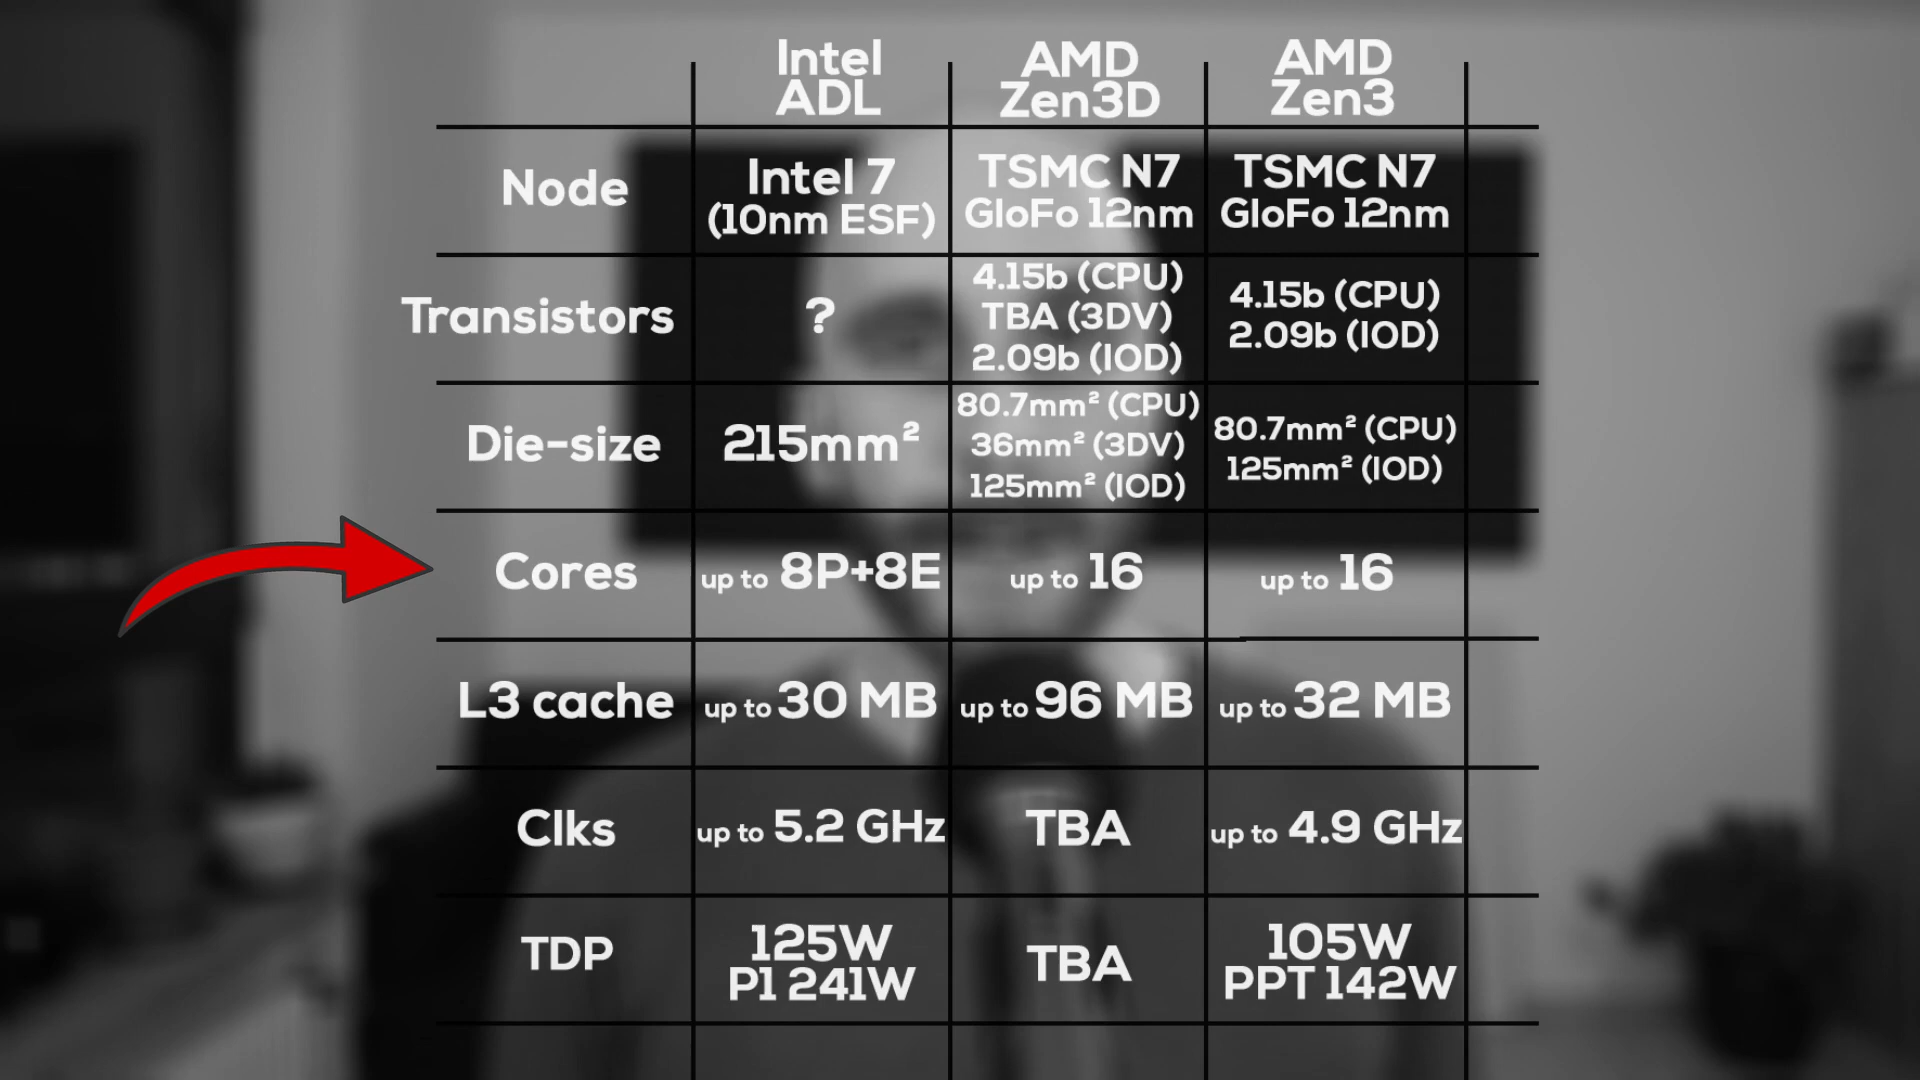 Intel
ADL
AMD
Zen3D
AMD
Zen3
Node
Intel 7
(10nm ESF)
TSMC N7
GloFo 12nm
TSMC N7
GloFo 12nm
Transistors
?
4.15b (CPU)
TBA (3DV)
2.09b (IOD)
4.15b (CPU)
2.09b (IOD)
Die-size
215mm²
80.7mm² (CPU)
36mm² (3DV)
125mm² (IOD)
80.7mm² (CPU)
125mm² (IOD)
Cores
up to 8P+8E
up to 16
up to 16
L3 cache
up to 30 MB
up to 96 MB
up to 32 MB
Clks
up to 5.2 GHz
TBA
up to 4.9 GHz
TDP
125W
P1 241W
TBA
105W
PPT 142W